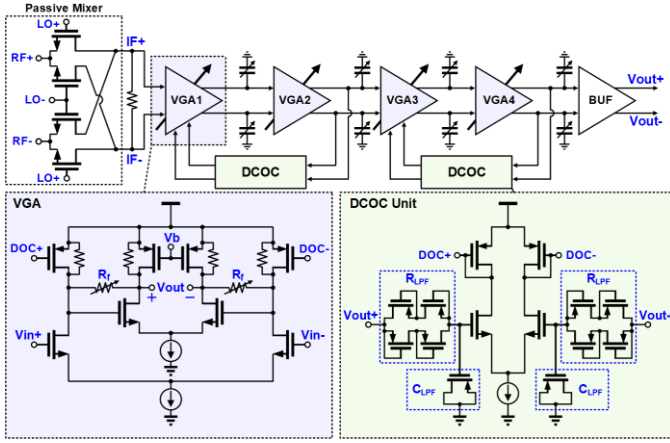 Passive Mixer
LO+
IF+
RF+
LO-
RF-
IF-
LO+
VGA1
VGA2
VGA3
VGA4
BUF
Vout+
Vout-
DCOC
DCOC
VGA
DOC+
Vb
DOC-
Rf
Vout
Rf
+
−
Vin+
Vin-
DCOC Unit
DOC+
DOC-
RLPF
RLPF
Vout+
Vout-
CLPF
CLPF